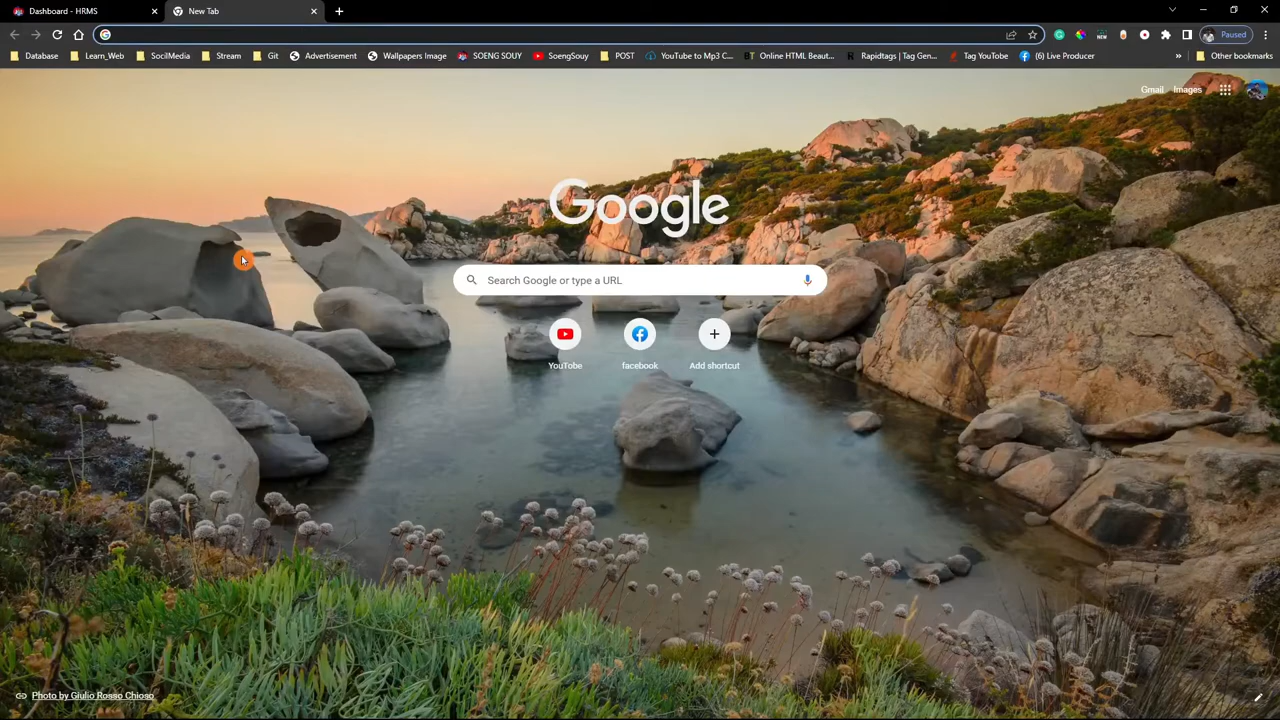 Dashboard - HRMS
New Tab
Paused
Database
Learn_Web
SocilMedia
Stream
Git
Advertisement
Wallpapers Image
SOENG SOUY
SoengSouy
POST
YouTube to Mp3 C...
Online HTML Beaut...
Rapidtags | Tag Gen...
Tag YouTube
(6) Live Producer
»
Other bookmarks
Gmail
Images
Google
Search Google or type a URL
YouTube
facebook
Add shortcut
Photo by Giulio Rosso Chioso